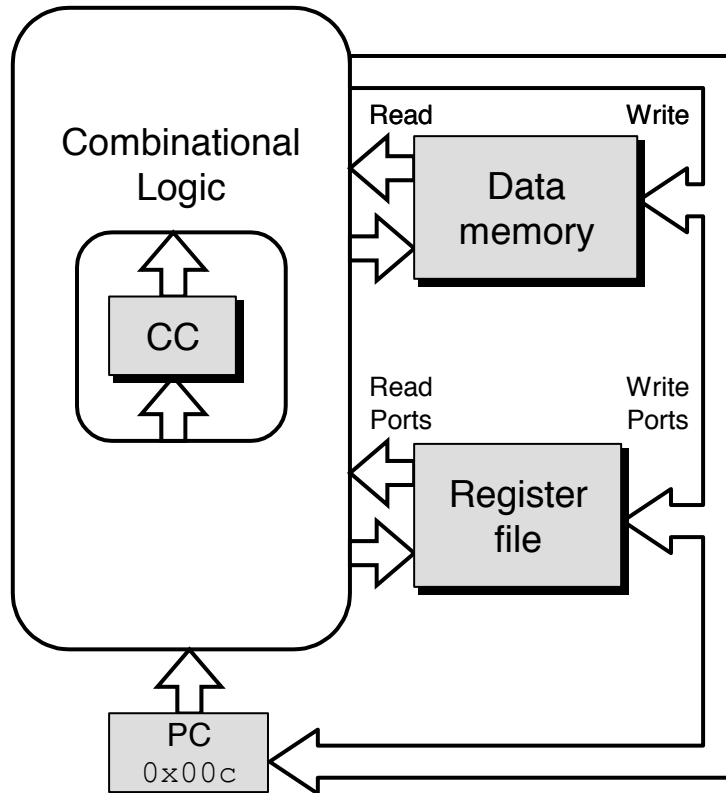 Combinational
Logic
CC
Read
Write
Data
memory
Read
Ports
Write
Ports
Register
file
PC
0x00c